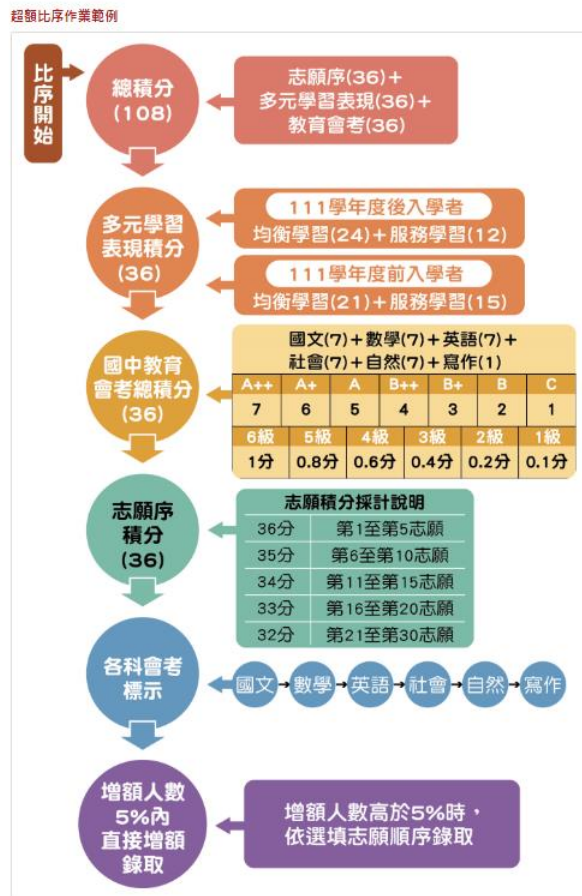 超額比序作業範例
比序開始
總積分
(108)
志願序(36)+
多元學習表現(36)+
教育會考(36)
多元學習
表現積分
(36)
111學年度後入學者
均衡學習(24)+服務學習(12)
111學年度前入學者
均衡學習(21)+服務學習(15)
國中教育
會考總積分
(36)
國文(7)+數學(7)+英語(7)+
社會(7)+自然(7)+寫作(1)
A++ A+ A B++ B+ B C
7 6 5 4 3 2 1
6級 5級 4級 3級 2級 1級
1分 0.8分 0.6分 0.4分 0.2分 0.1分
志願序
積分
(36)
志願積分採計說明
36分 第1至第5志願
35分 第6至第10志願
34分 第11至第15志願
33分 第16至第20志願
32分 第21至第30志願
各科會考
標示
國文→數學→英語→社會→自然→寫作
增額人數
5%內
直接增額
錄取
增額人數高於5%時，
依選填志願順序錄取